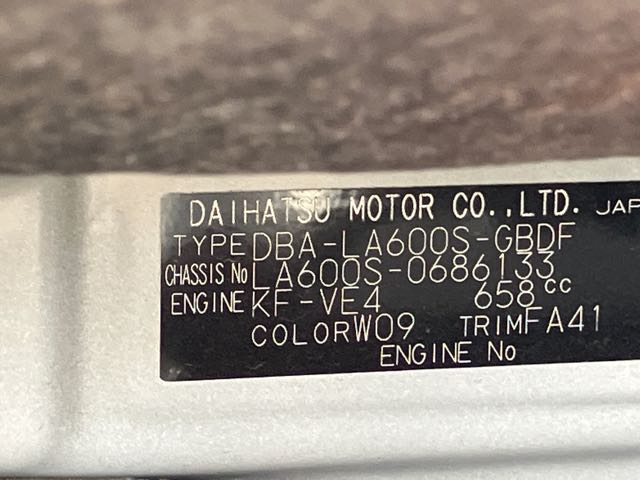 DAIHATSU MOTOR CO.,LTD. JAP
TYPE DBA-LA600S-GBDF
CHASSIS No LA600S-0686133
ENGINE KF-VE4 658cc
COLOR W09 TRIM FA41
ENGINE No